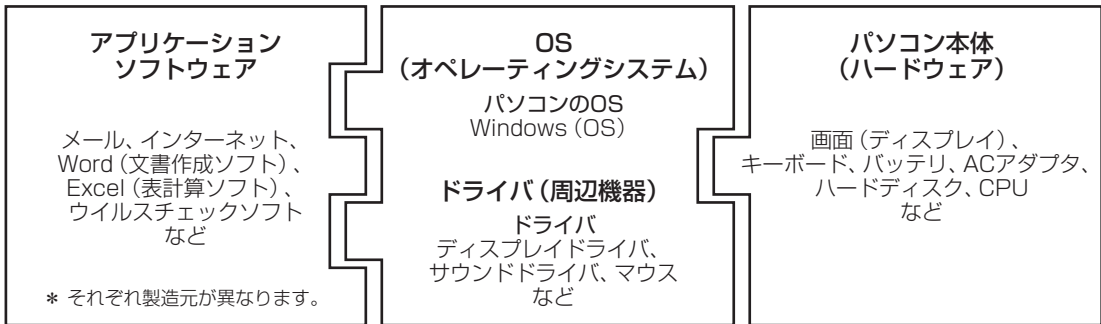 アプリケーション
ソフトウェア
メール、インターネット、
Word（文書作成ソフト）、
Excel（表計算ソフト）、
ウイルスチェックソフト
など
＊ それぞれ製造元が異なります。
OS
（オペレーティングシステム）
パソコンのOS
Windows（OS）
ドライバ（周辺機器）
ドライバ
ディスプレイドライバ、
サウンドドライバ、マウス
など
パソコン本体
（ハードウェア）
画面（ディスプレイ）、
キーボード、バッテリ、ACアダプタ、
ハードディスク、CPU
など